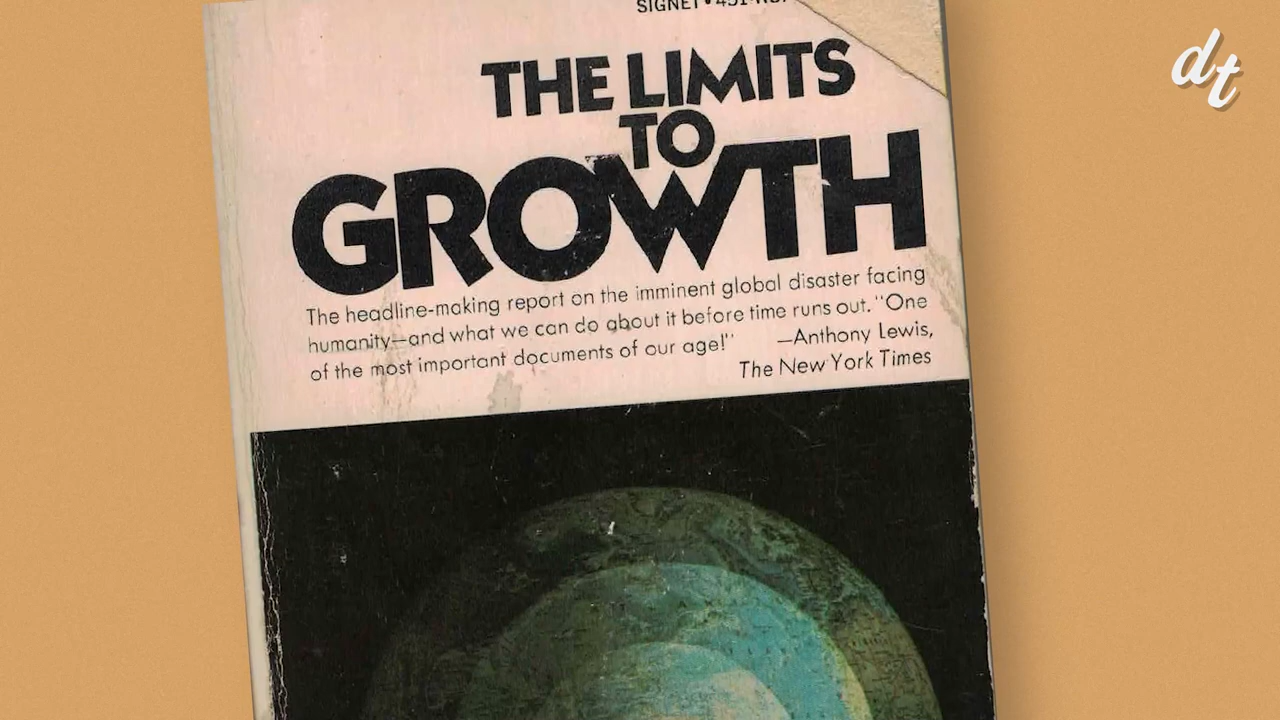 SIGNET
THE LIMITS
TO
GROWTH
The headline-making report on the imminent global disaster facing
humanity—and what we can do about it before time runs out. "One
of the most important documents of our age!" —Anthony Lewis,
The New York Times
dt